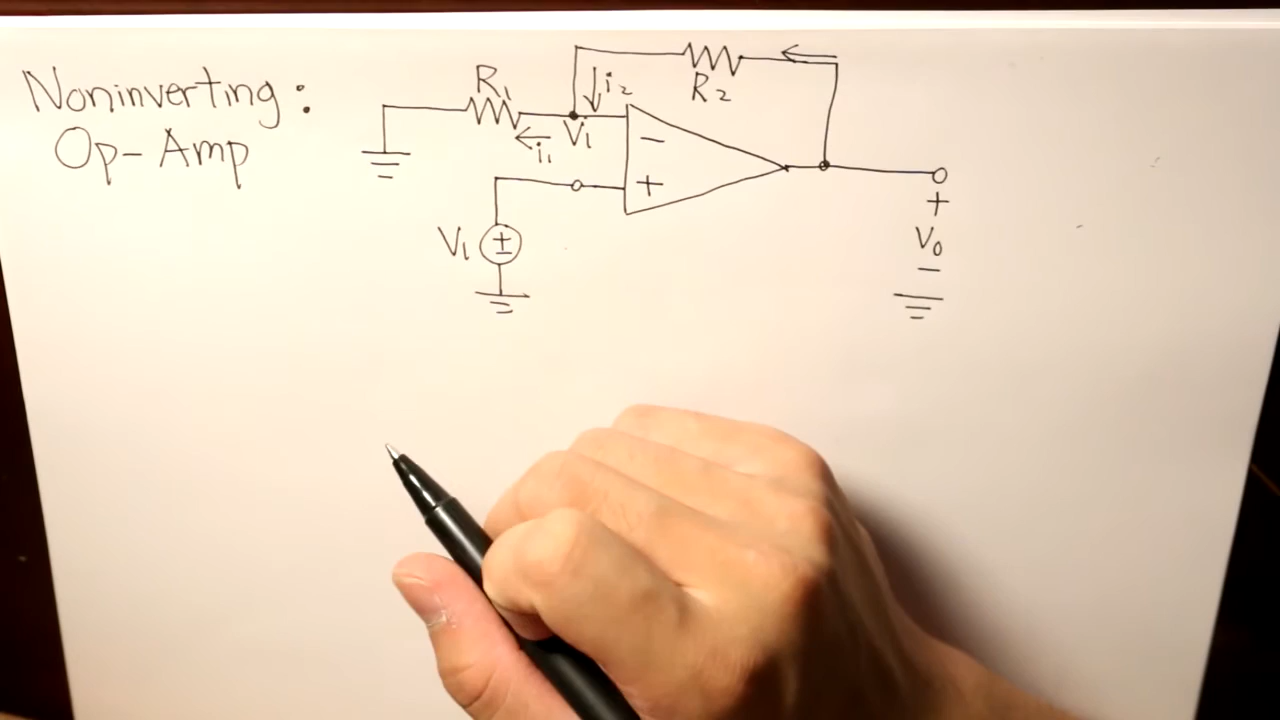 Noninverting:
Op-Amp
R₁
R₂
i₂
i₁
V₁
−
+
V₁
±
+
V₀
−